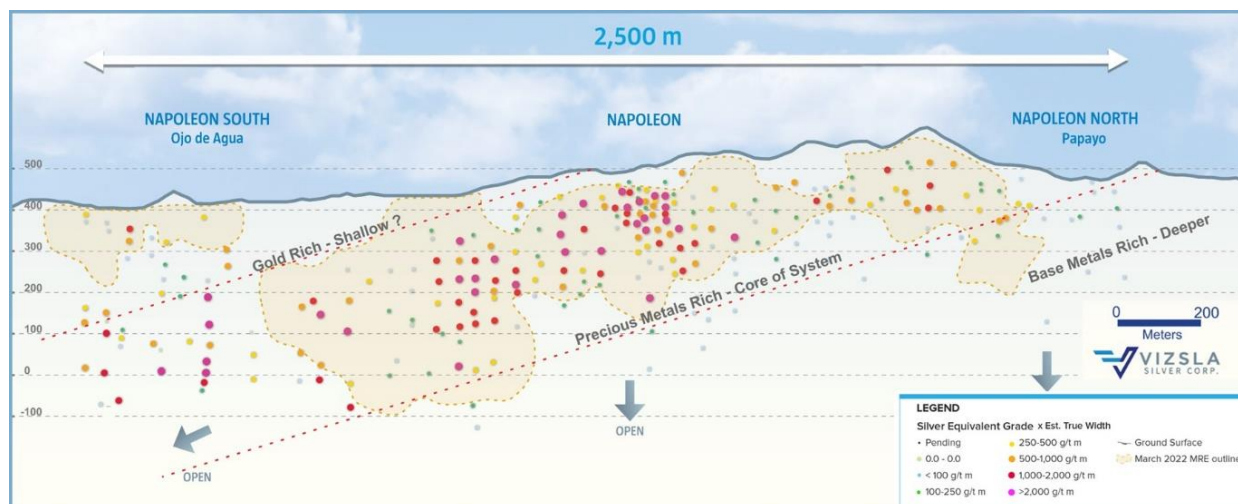 2,500 m
NAPOLEON SOUTH
Ojo de Agua
NAPOLEON
NAPOLEON NORTH
Papayo
500
400
300
200
100
0
-100
Gold Rich - Shallow ?
Precious Metals Rich - Core of System
Base Metals Rich - Deeper
OPEN
OPEN
0 200
Meters
VIZSLA
SILVER CORP.
LEGEND
Silver Equivalent Grade x Est. True Width
Pending
0.0 - 0.0
< 100 g/t m
100-250 g/t m
250-500 g/t m
500-1,000 g/t m
1,000-2,000 g/t m
>2,000 g/t m
Ground Surface
March 2022 MRE outline